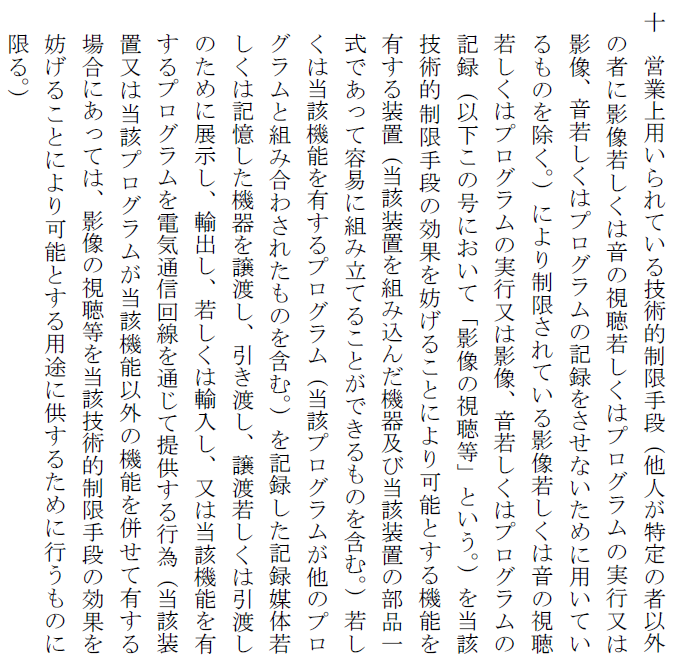 十　営業上用いられている技術的制限手段（他人が特定の者以外
の者に影像若しくは音の視聴若しくはプログラムの実行又は
影像、音若しくはプログラムの記録をさせないために用いてい
るものを除く。）により制限されている影像若しくは音の視聴
若しくはプログラムの実行又は影像、音若しくはプログラムの
記録（以下この号において「影像の視聴等」という。）を当該
技術的制限手段の効果を妨げることにより可能とする機能を
有する装置（当該装置を組み込んだ機器及び当該装置の部品一
式であって容易に組み立てることができるものを含む。）若し
くは当該機能を有するプログラム（当該プログラムが他のプロ
グラムと組み合わされたものを含む。）を記録した記録媒体若
しくは記憶した機器を譲渡し、引き渡し、譲渡若しくは引渡し
のために展示し、輸出し、若しくは輸入し、又は当該機能を有
するプログラムを電気通信回線を通じて提供する行為（当該装
置又は当該プログラムが当該機能以外の機能を併せて有する
場合にあっては、影像の視聴等を当該技術的制限手段の効果を
妨げることにより可能とする用途に供するために行うものに
限る。）